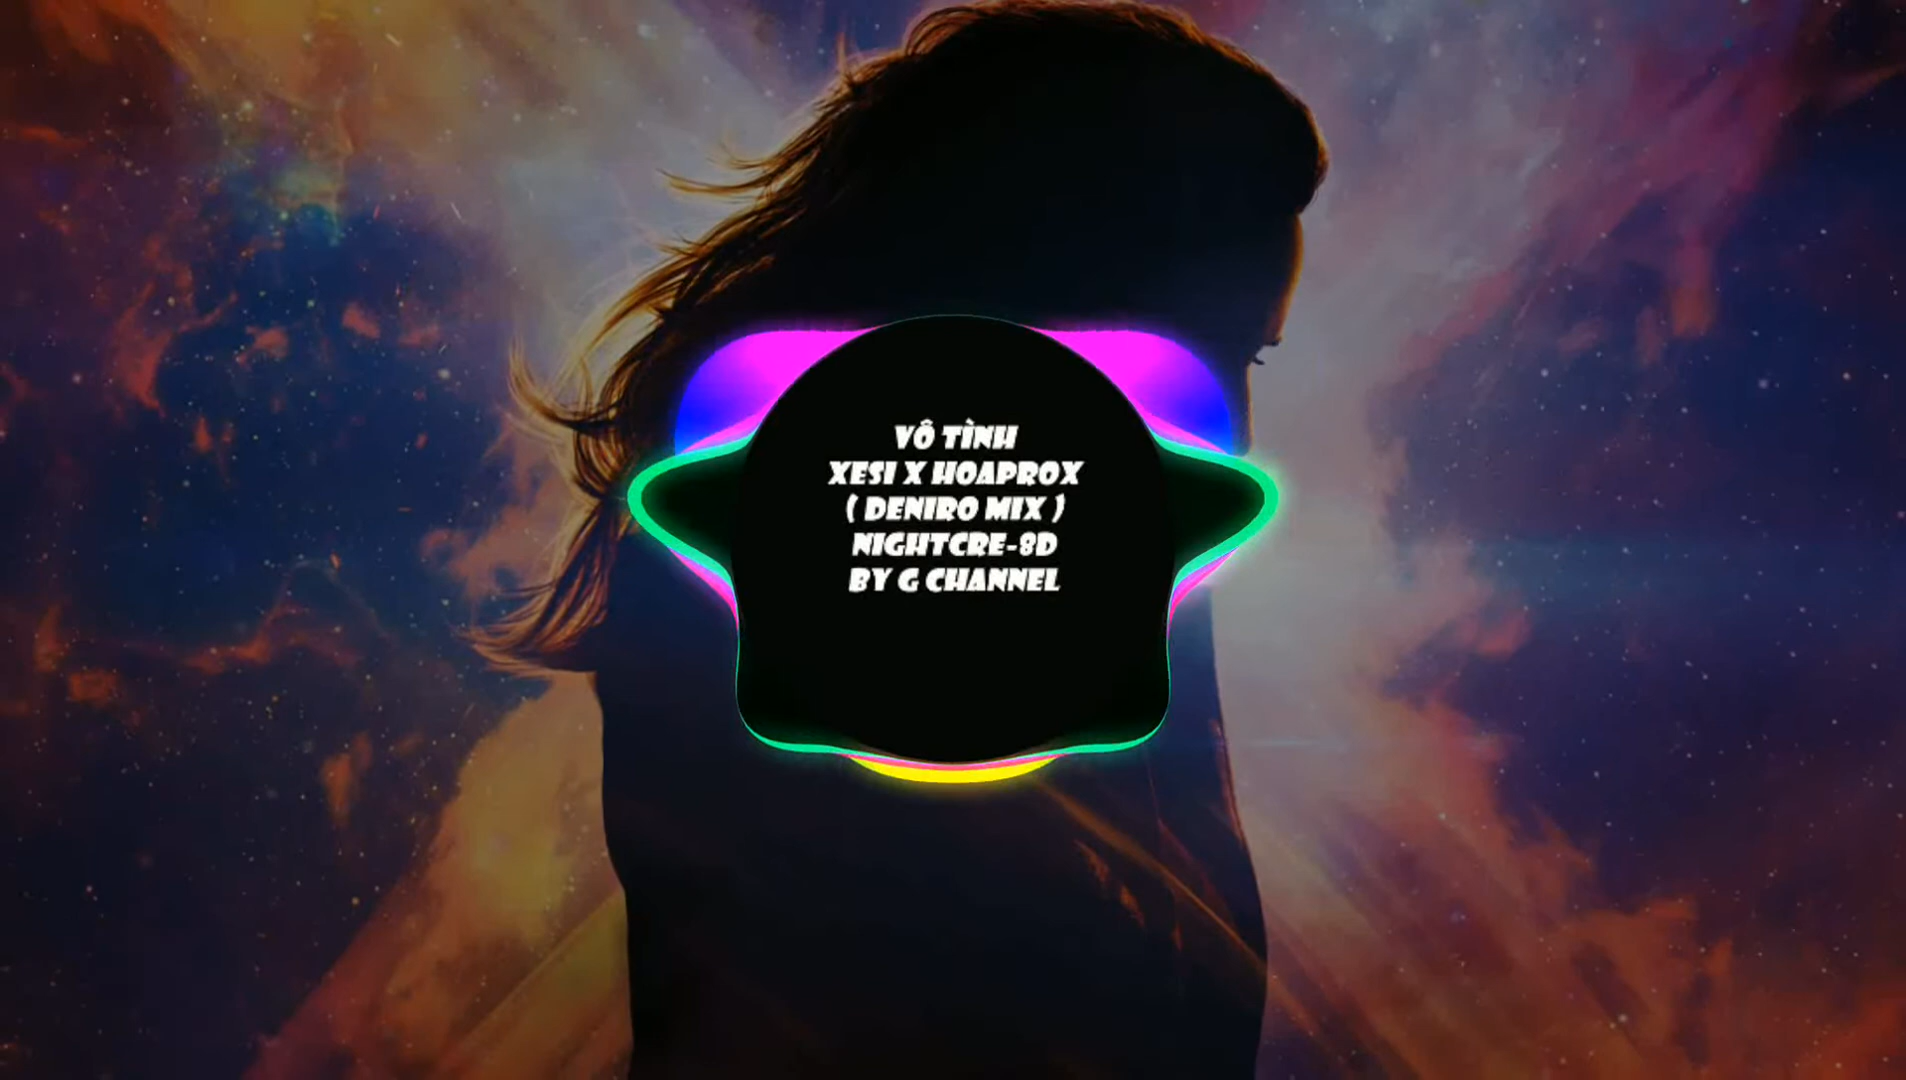 VÔ TÌNH
XESI X HOAPROX
( DENIRO MIX )
NIGHTCRE-8D
BY G CHANNEL